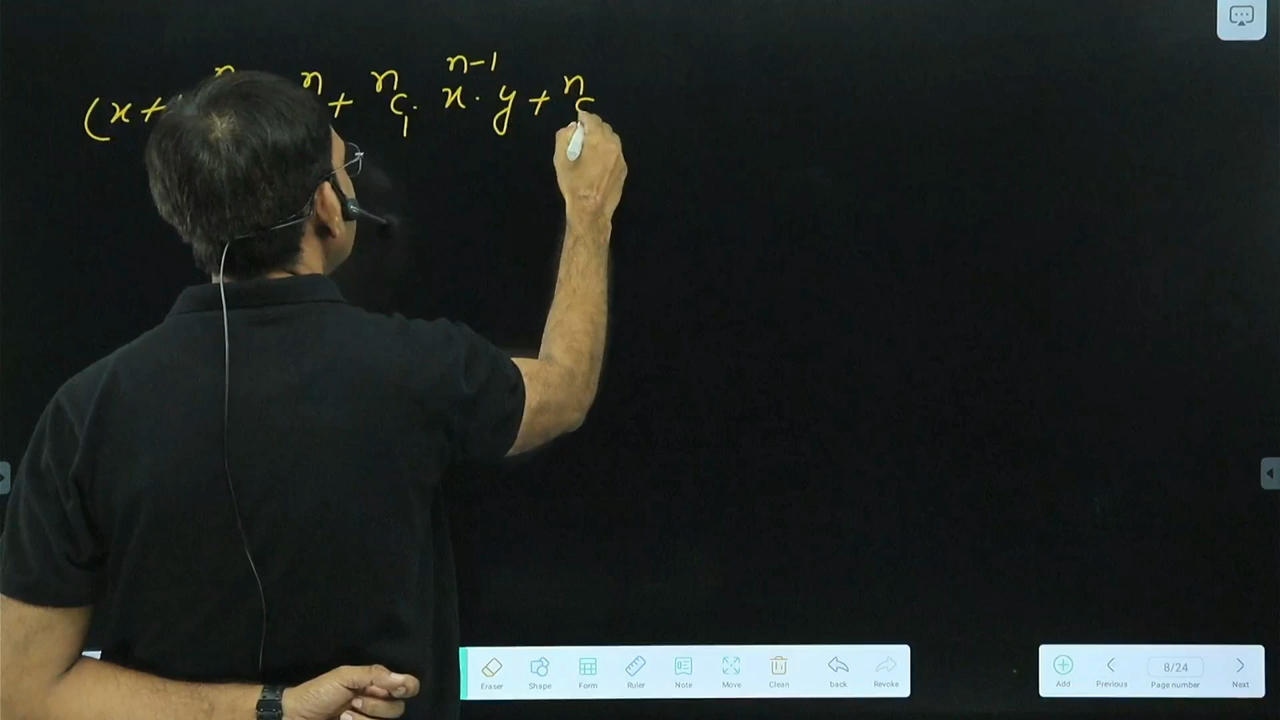 (x+ ⁿ ⁿ + ⁿC₁ · xⁿ⁻¹ · y + ⁿC
Eraser Shape Form Ruler Note Move Clean back Revoke
Add Previous 8/24 Page number Next